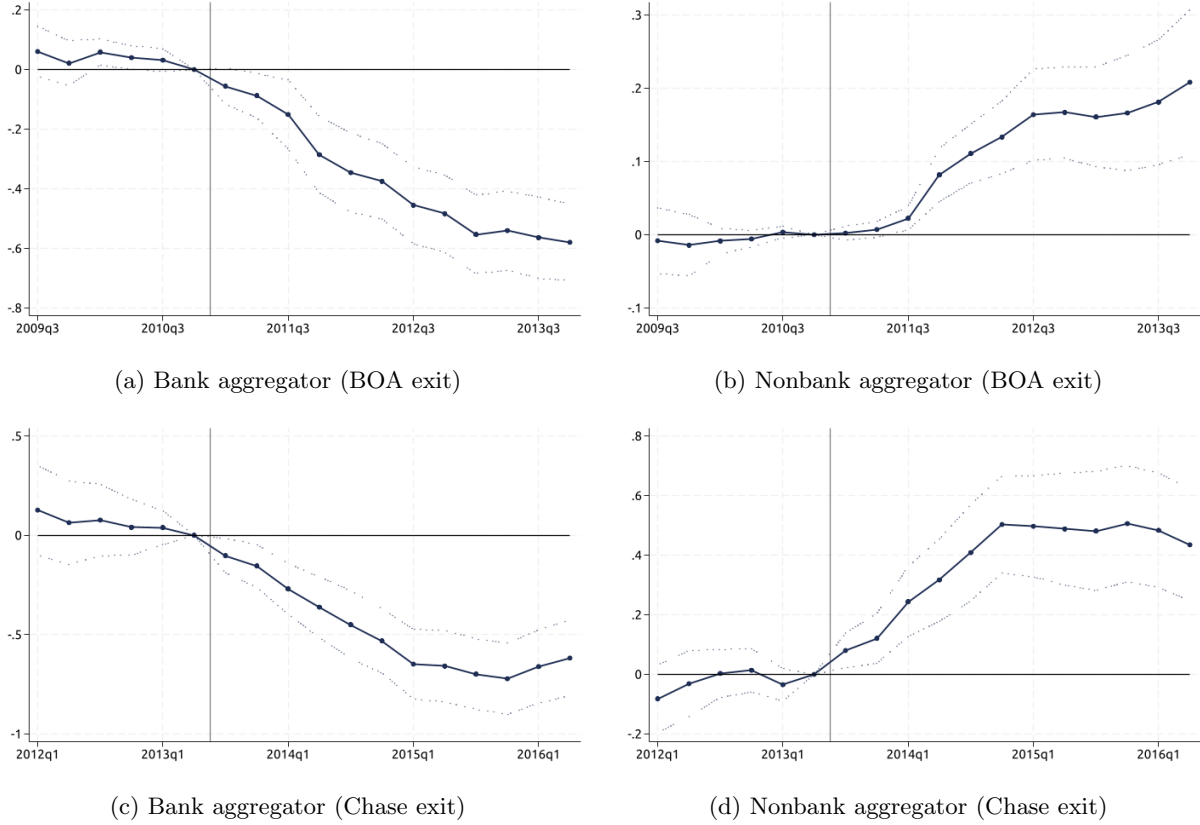 .2
0
-.2
-.4
-.6
-.8
2009q3 2010q3 2011q3 2012q3 2013q3
(a) Bank aggregator (BOA exit)
.3
.2
.1
0
-.1
2009q3 2010q3 2011q3 2012q3 2013q3
(b) Nonbank aggregator (BOA exit)
.5
0
-.5
-1
2012q1 2013q1 2014q1 2015q1 2016q1
(c) Bank aggregator (Chase exit)
.8
.6
.4
.2
0
-.2
2012q1 2013q1 2014q1 2015q1 2016q1
(d) Nonbank aggregator (Chase exit)